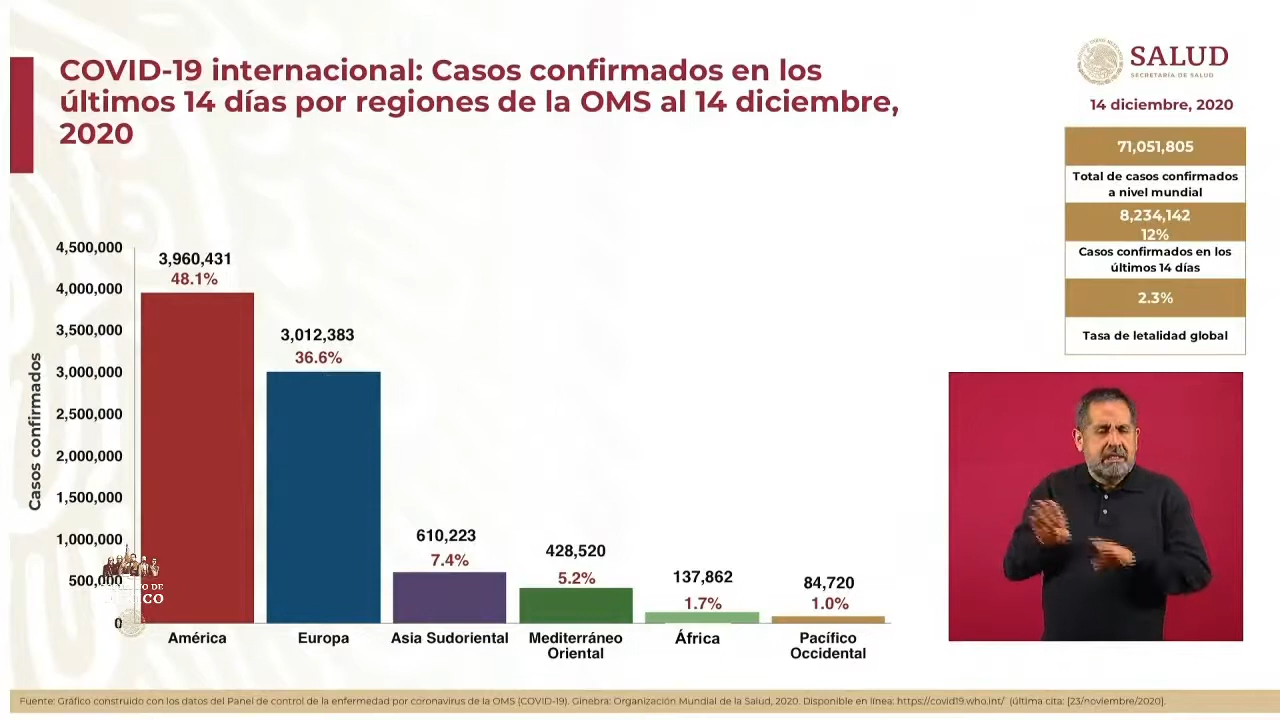 COVID-19 internacional: Casos confirmados en los
últimos 14 días por regiones de la OMS al 14 diciembre,
2020
SALUD
SECRETARÍA DE SALUD
14 diciembre, 2020
71,051,805
Total de casos confirmados
a nivel mundial
8,234,142
12%
Casos confirmados en los
últimos 14 días
2.3%
Tasa de letalidad global
Casos confirmados
4,500,000
4,000,000
3,500,000
3,000,000
2,500,000
2,000,000
1,500,000
1,000,000
500,000
0
3,960,431
48.1%
3,012,383
36.6%
610,223
7.4%
428,520
5.2%
137,862
1.7%
84,720
1.0%
América
Europa
Asia Sudoriental
Mediterráneo
Oriental
África
Pacífico
Occidental
Fuente: Gráfico construido con los datos del Panel de control de la enfermedad por coronavirus de la OMS (COVID-19). Ginebra: Organización Mundial de la Salud, 2020. Disponible en línea: https://covid19.who.int/ (última cita: [23/noviembre/2020].